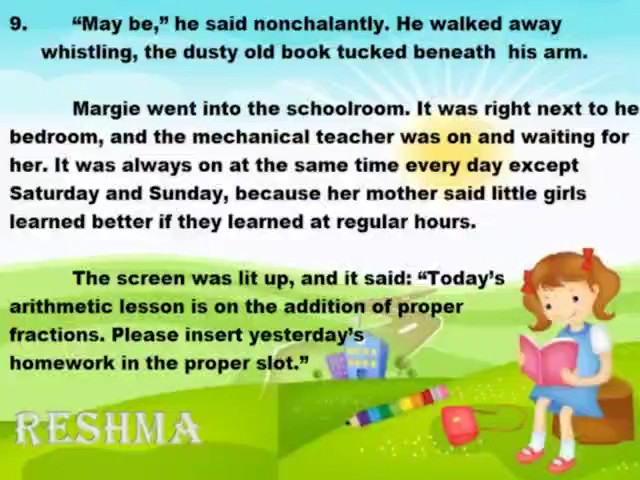 9. “May be,” he said nonchalantly. He walked away
whistling, the dusty old book tucked beneath his arm.
Margie went into the schoolroom. It was right next to he
bedroom, and the mechanical teacher was on and waiting for
her. It was always on at the same time every day except
Saturday and Sunday, because her mother said little girls
learned better if they learned at regular hours.
The screen was lit up, and it said: “Today’s
arithmetic lesson is on the addition of proper
fractions. Please insert yesterday’s
homework in the proper slot.”
RESHMA